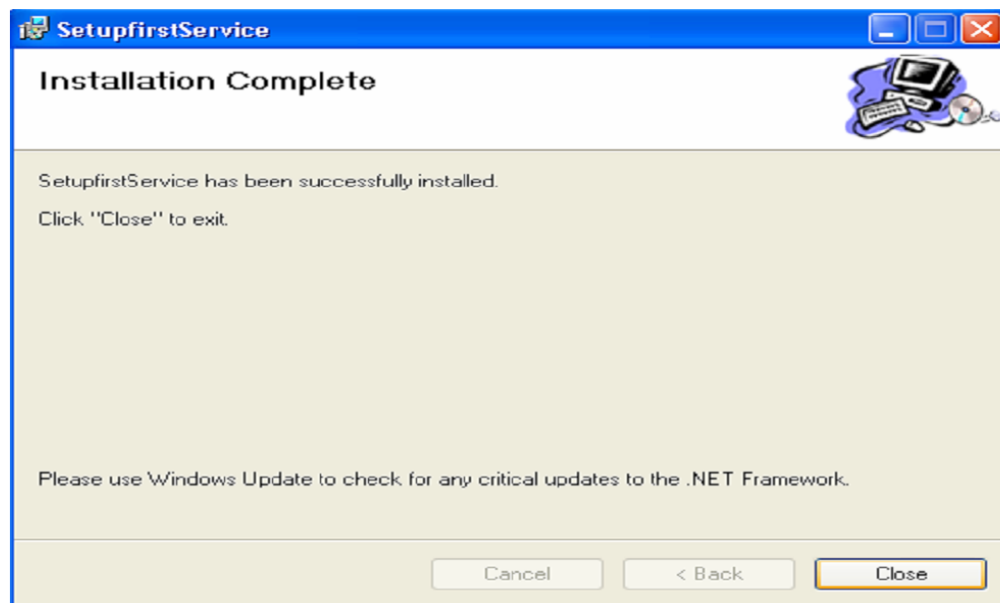 SetupfirstService
Installation Complete
SetupfirstService has been successfully installed.
Click "Close" to exit.
Please use Windows Update to check for any critical updates to the .NET Framework.
Cancel
< Back
Close